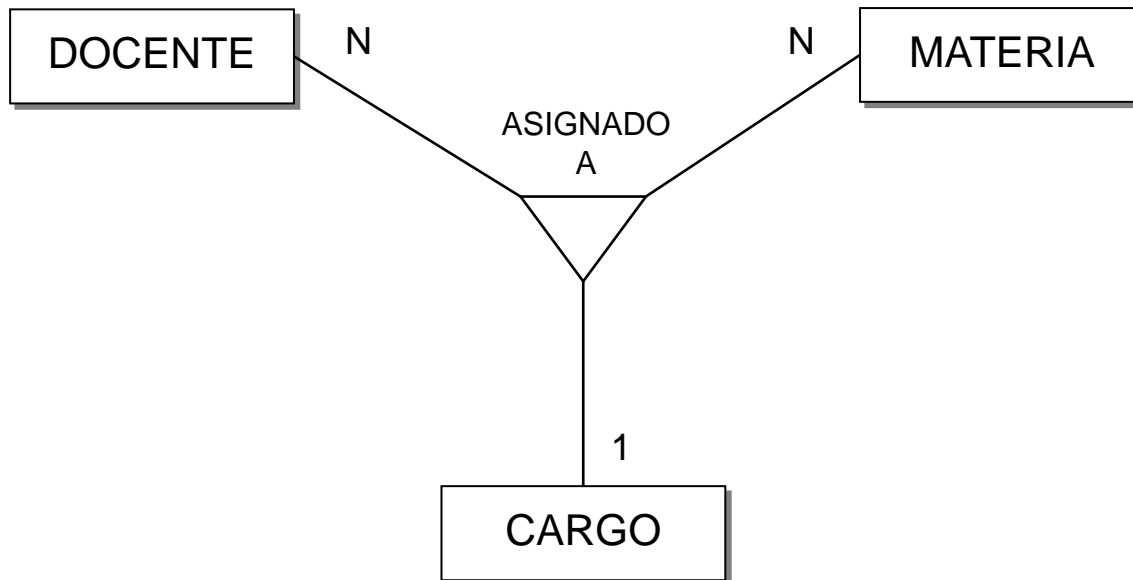 DOCENTE
N
N
MATERIA
ASIGNADO
A
1
CARGO